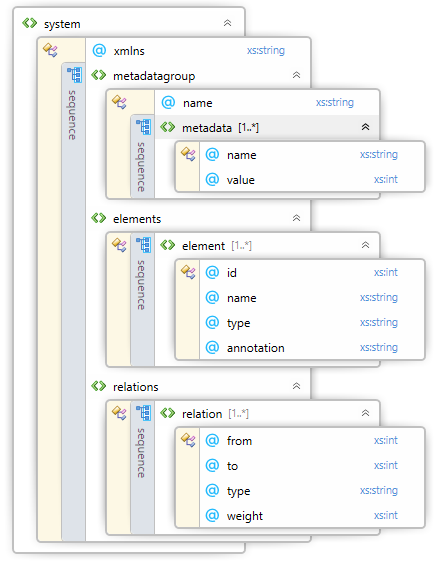 system
xmlns xs:string
sequence
metadatagroup
name xs:string
sequence
metadata [1..*]
name xs:string
value xs:int
elements
sequence
element [1..*]
id xs:int
name xs:string
type xs:string
annotation xs:string
relations
sequence
relation [1..*]
from xs:int
to xs:int
type xs:string
weight xs:int